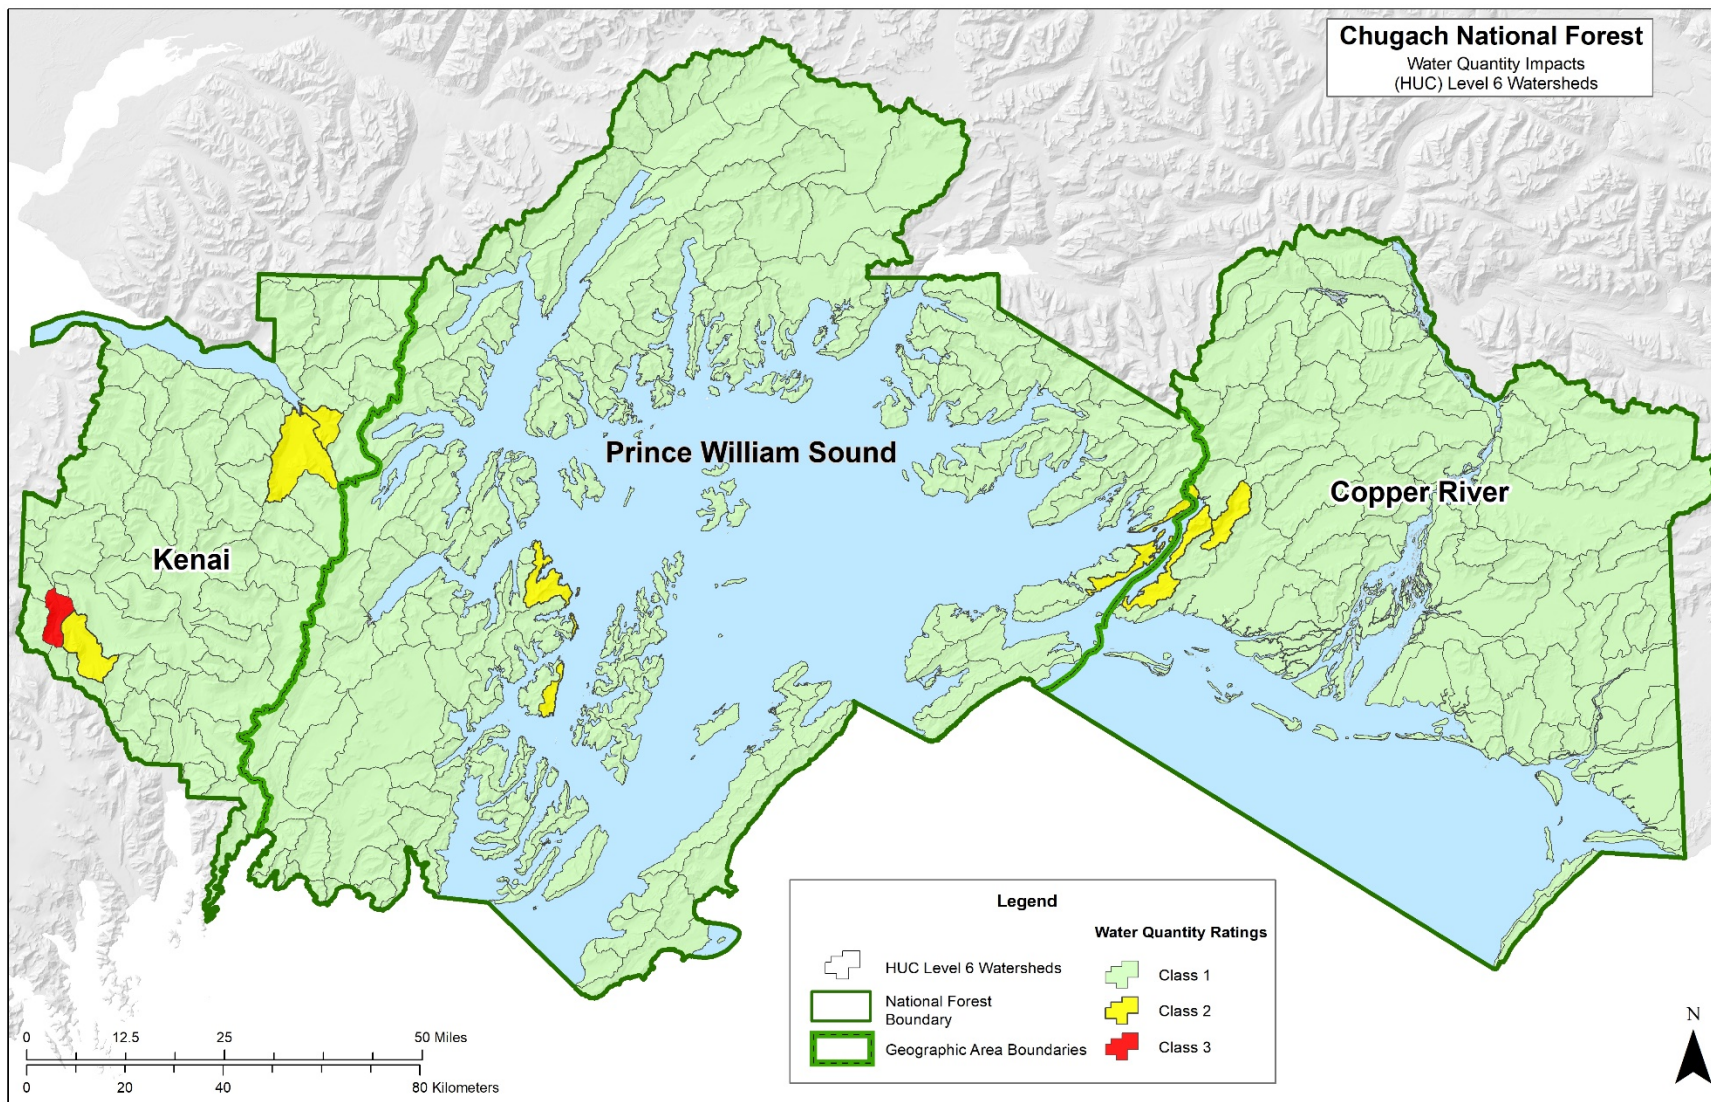 Chugach National Forest
Water Quantity Impacts
(HUC) Level 6 Watersheds
Prince William Sound
Copper River
Kenai
Legend
Water Quantity Ratings
HUC Level 6 Watersheds
Class 1
National Forest
Boundary
Class 2
Geographic Area Boundaries
Class 3
N
0 12.5 25 50 Miles
0 20 40 80 Kilometers